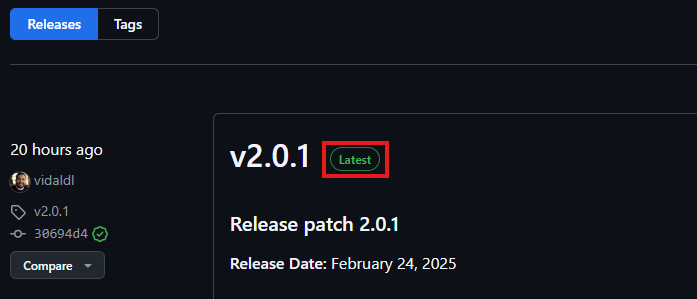 Releases Tags
20 hours ago
vidaldl
v2.0.1
30694d4
Compare
v2.0.1 Latest
Release patch 2.0.1
Release Date: February 24, 2025